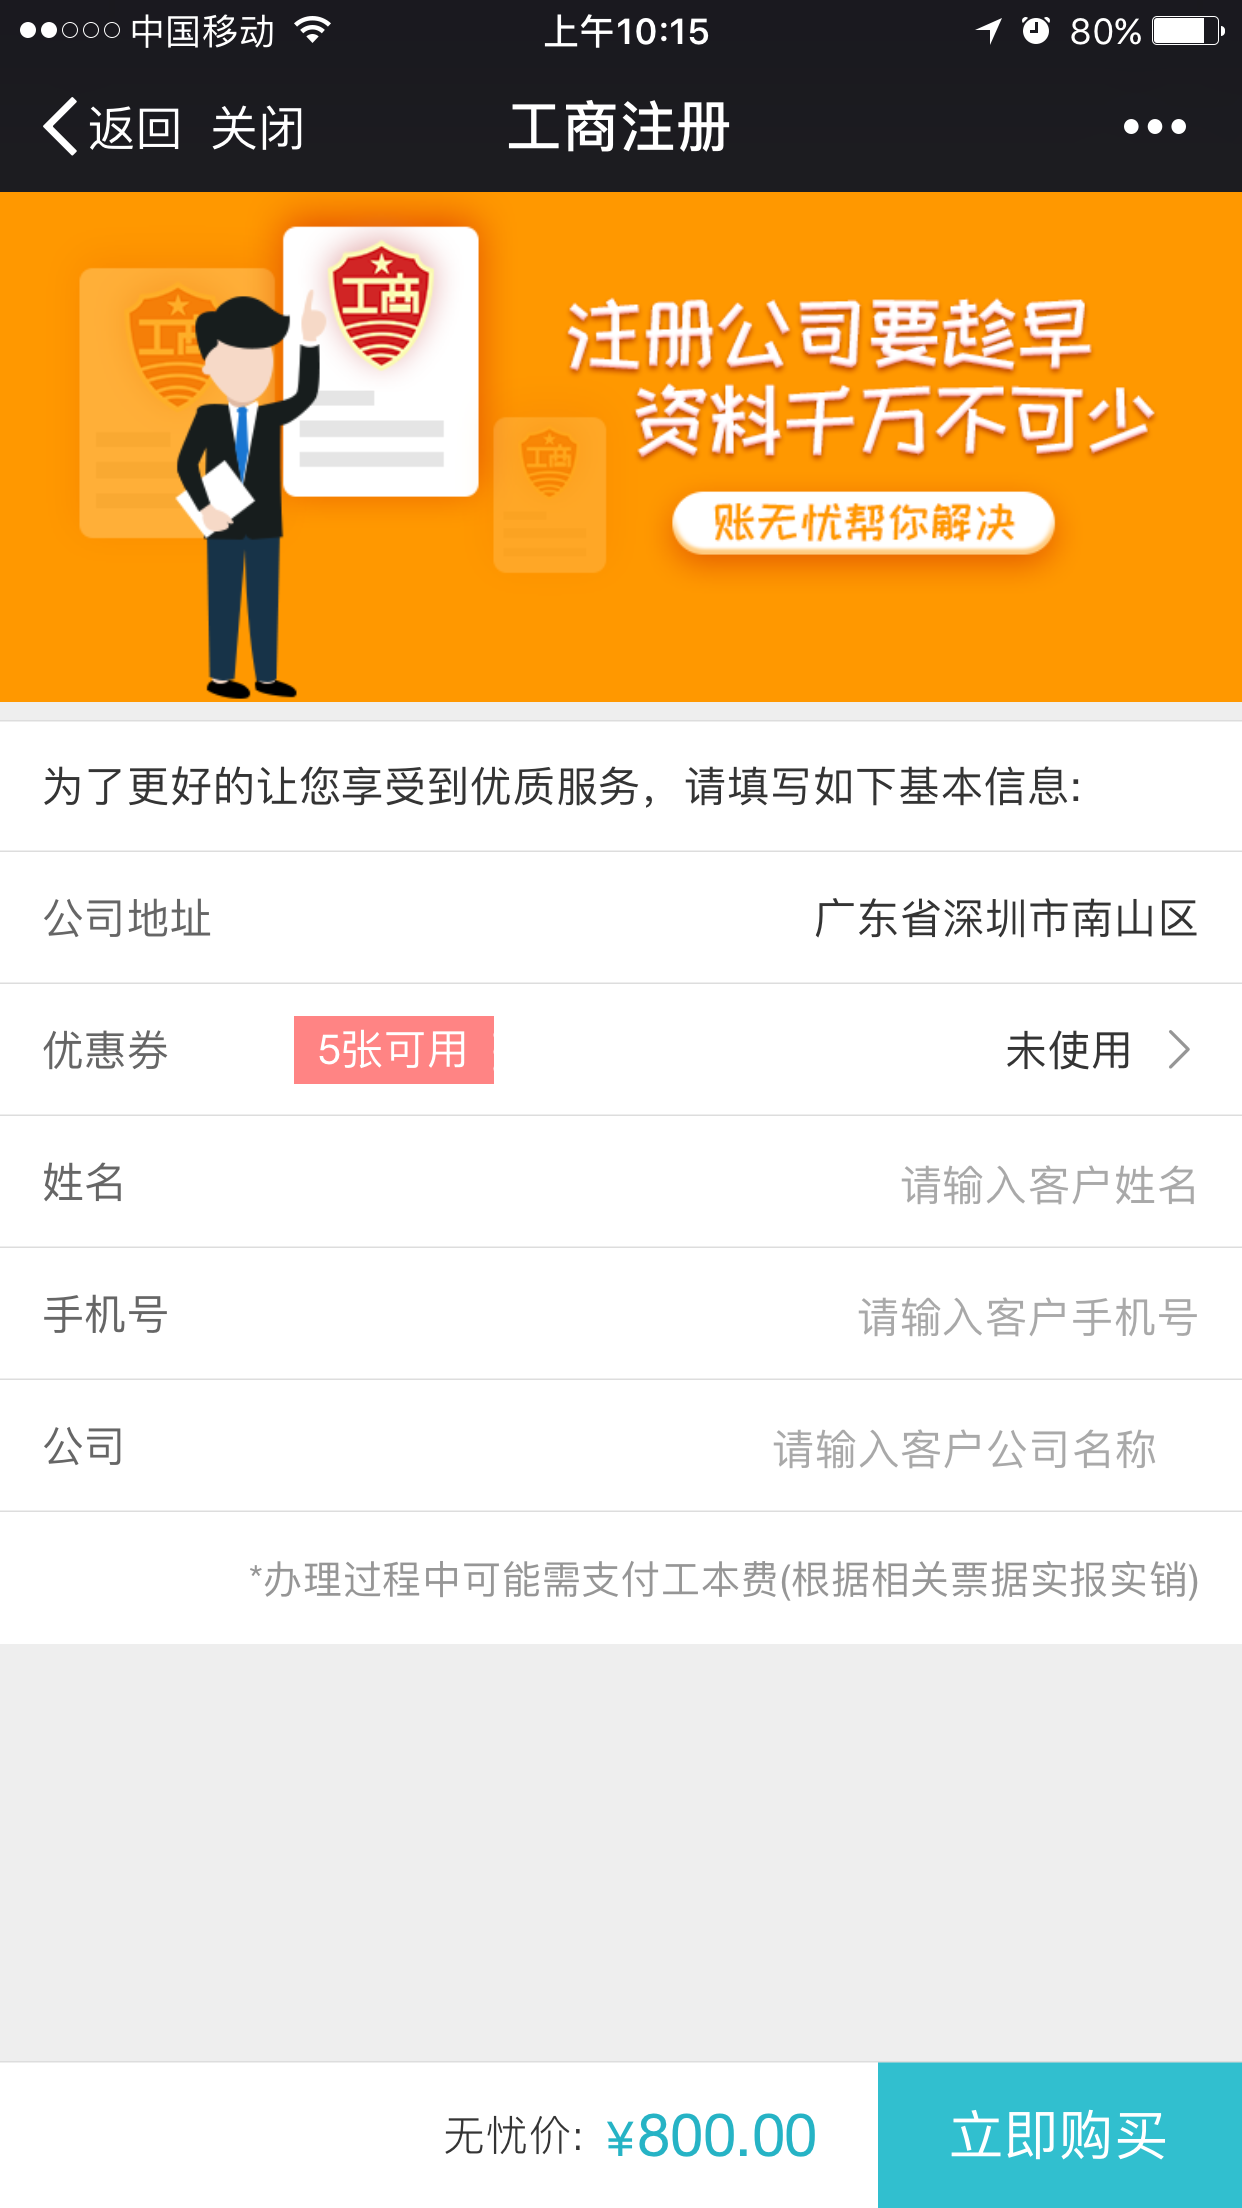 中国移动 上午10:15 80%
返回 关闭 工商注册
工商
工商
工商
注册公司要趁早
资料千万不可少
账无忧帮你解决
为了更好的让您享受到优质服务，请填写如下基本信息:
公司地址 广东省深圳市南山区
优惠券 5张可用 未使用
姓名 请输入客户姓名
手机号 请输入客户手机号
公司 请输入客户公司名称
*办理过程中可能需支付工本费(根据相关票据实报实销)
无忧价: ¥800.00 立即购买